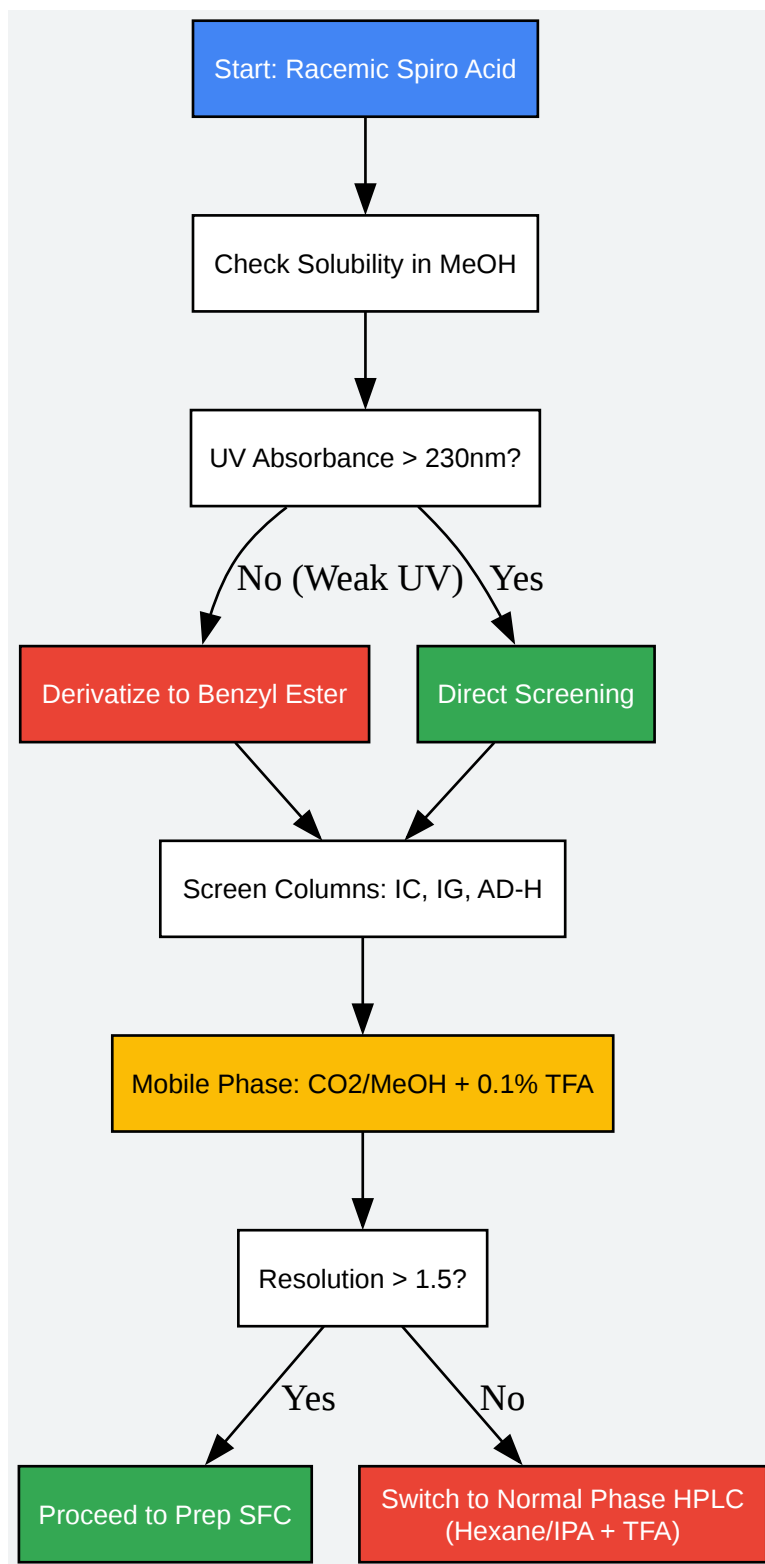 Start: Racemic Spiro Acid
Check Solubility in MeOH
UV Absorbance > 230nm?
No (Weak UV)
Yes
Derivatize to Benzyl Ester
Direct Screening
Screen Columns: IC, IG, AD-H
Mobile Phase: CO2/MeOH + 0.1% TFA
Resolution > 1.5?
Yes
No
Proceed to Prep SFC
Switch to Normal Phase HPLC
(Hexane/IPA + TFA)